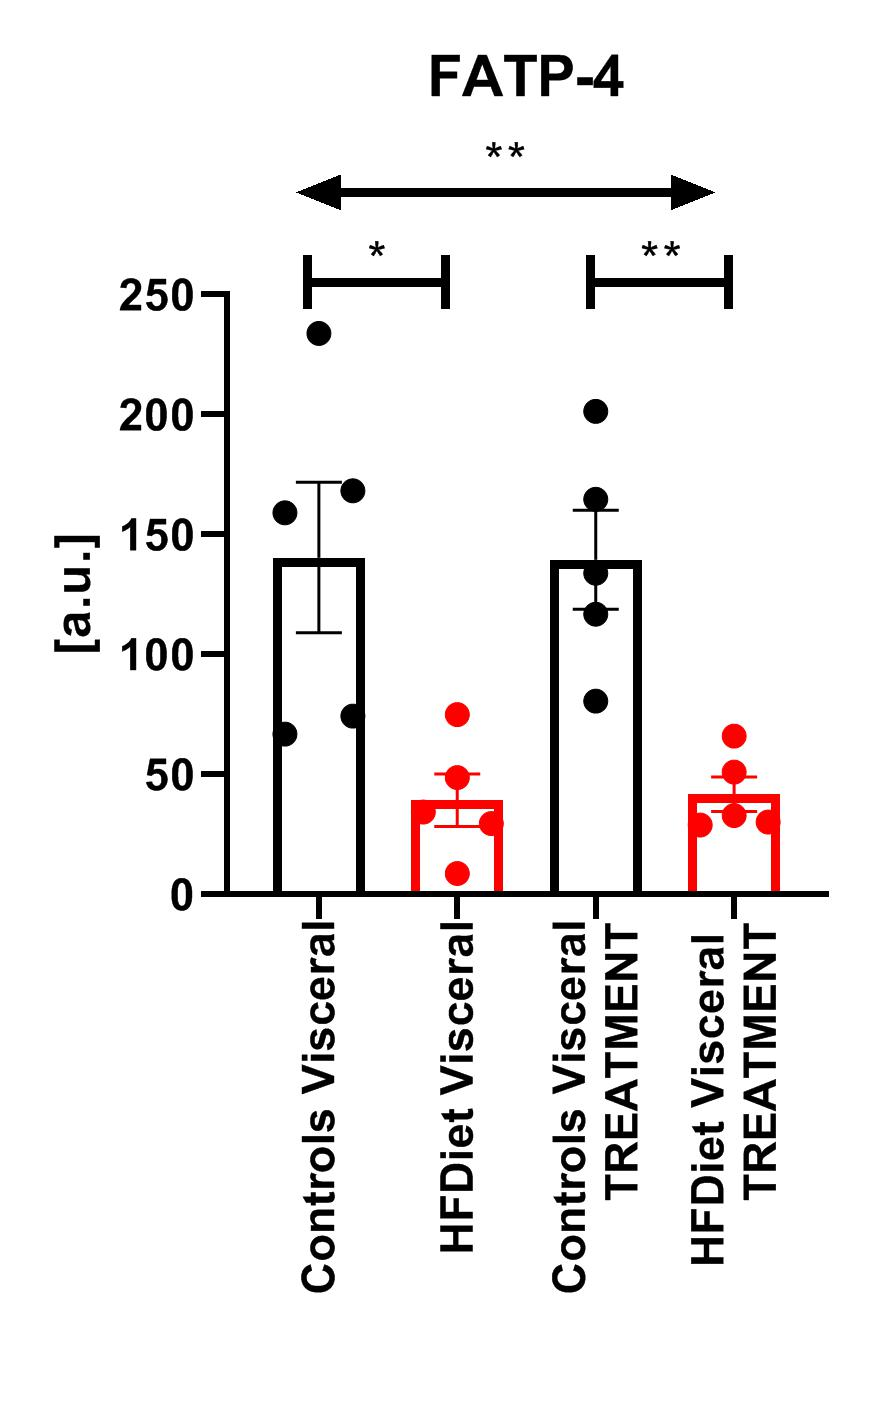 FATP-4
**
*
**
250
200
150
100
50
0
[a.u.]
Controls Visceral
HFDiet Visceral
Controls Visceral
TREATMENT
HFDiet Visceral
TREATMENT